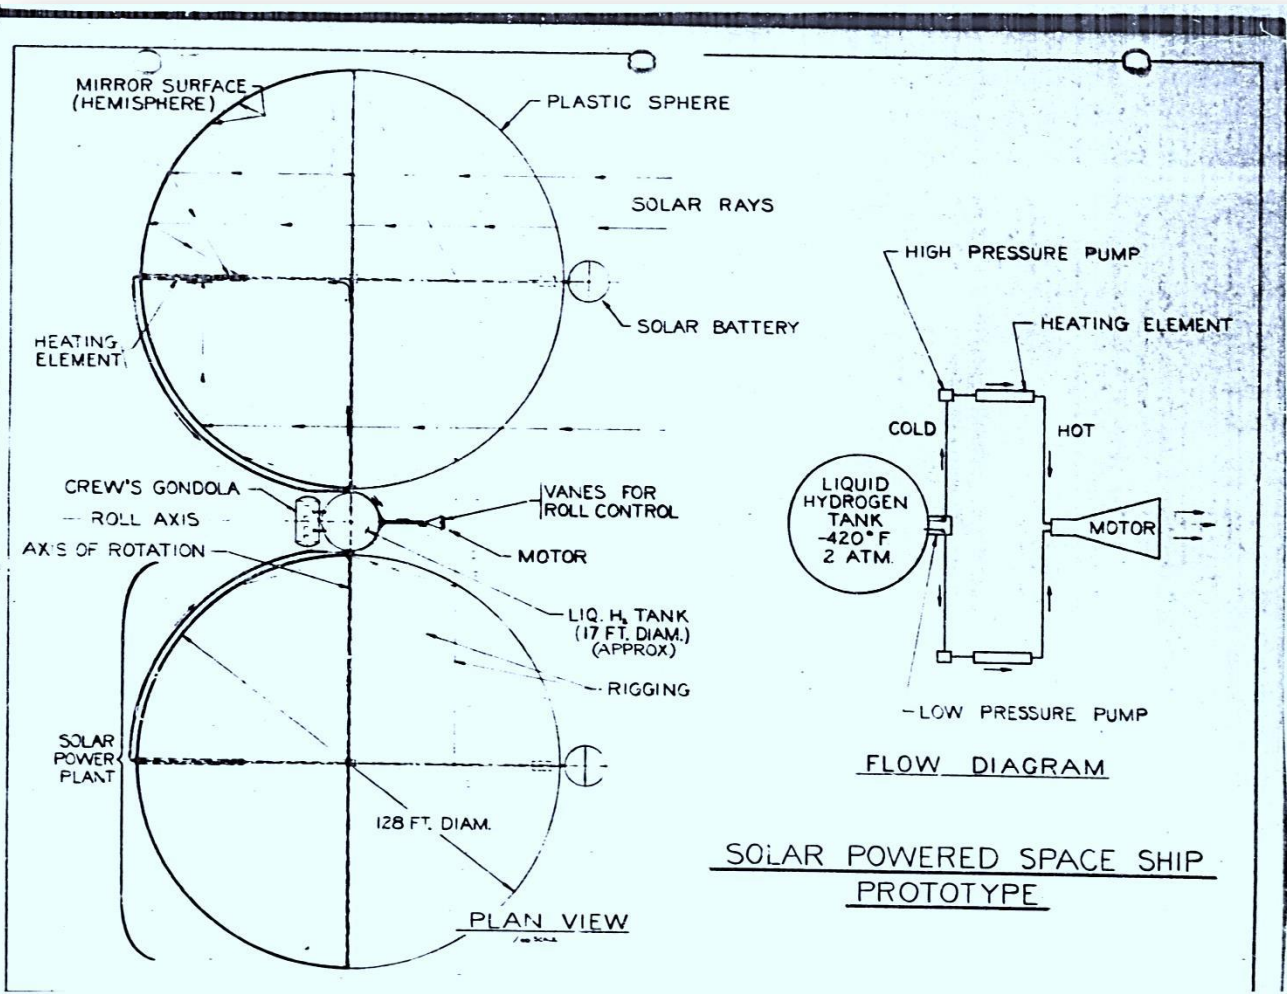 MIRROR SURFACE
(HEMISPHERE)
PLASTIC SPHERE
SOLAR RAYS
SOLAR BATTERY
HEATING
ELEMENT
CREW'S GONDOLA
ROLL AXIS
AXIS OF ROTATION
VANES FOR
ROLL CONTROL
MOTOR
LIQ. H₂ TANK
(17 FT. DIAM.)
(APPROX)
RIGGING
SOLAR
POWER
PLANT
128 FT. DIAM.
PLAN VIEW
HIGH PRESSURE PUMP
HEATING ELEMENT
COLD
HOT
LIQUID
HYDROGEN
TANK
-420° F
2 ATM.
MOTOR
LOW PRESSURE PUMP
FLOW DIAGRAM
SOLAR POWERED SPACE SHIP
PROTOTYPE